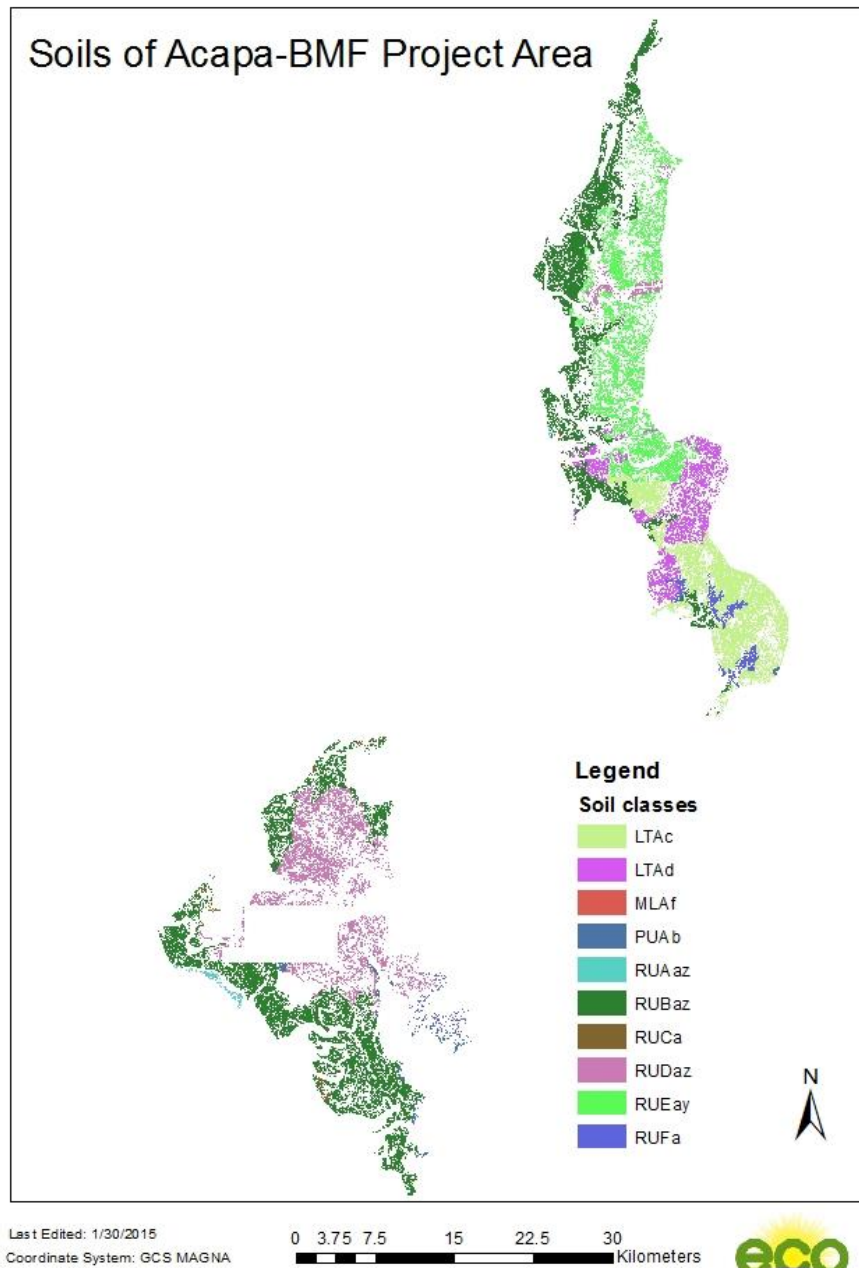 Soils of Acapa-BMF Project Area
Legend
Soil classes
LTAc
LTAd
MLAf
PUAb
RUAaz
RUBaz
RUCa
RUDaz
RUEay
RUFa
N
Last Edited: 1/30/2015
Coordinate System: GCS MAGNA
0 3.75 7.5 15 22.5 30
Kilometers
eco